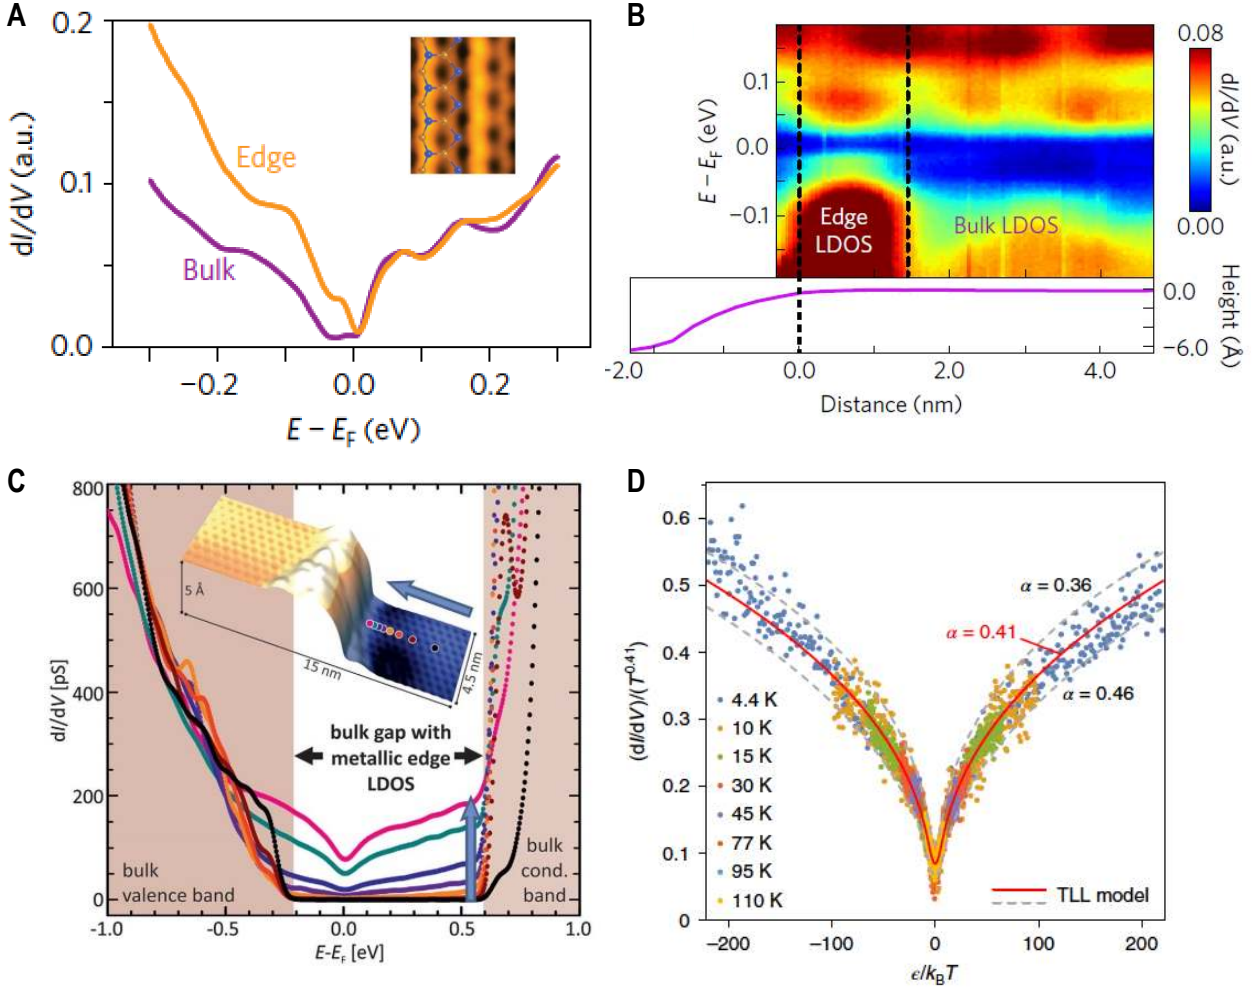 A
0.2
0.1
0.0
dI/dV (a.u.)
Edge
Bulk
−0.2
0.0
0.2
E − EF (eV)
B
0.1
0.0
−0.1
E − EF (eV)
Edge
LDOS
Bulk LDOS
0.08
0.00
dI/dV (a.u.)
0.0
−6.0
Height (Å)
-2.0
0.0
2.0
4.0
Distance (nm)
C
800
600
400
200
0
dI/dV [pS]
5 Å
15 nm
4.5 nm
bulk gap with
metallic edge
LDOS
bulk
valence band
bulk
cond.
band
-1.0
-0.5
0.0
0.5
1.0
E-EF [eV]
D
0.6
0.5
0.4
0.3
0.2
0.1
0
(dI/dV)/(T^0.41)
α = 0.36
α = 0.41
α = 0.46
4.4 K
10 K
15 K
30 K
45 K
77 K
95 K
110 K
TLL model
−200
−100
0
100
200
ϵ/kBT